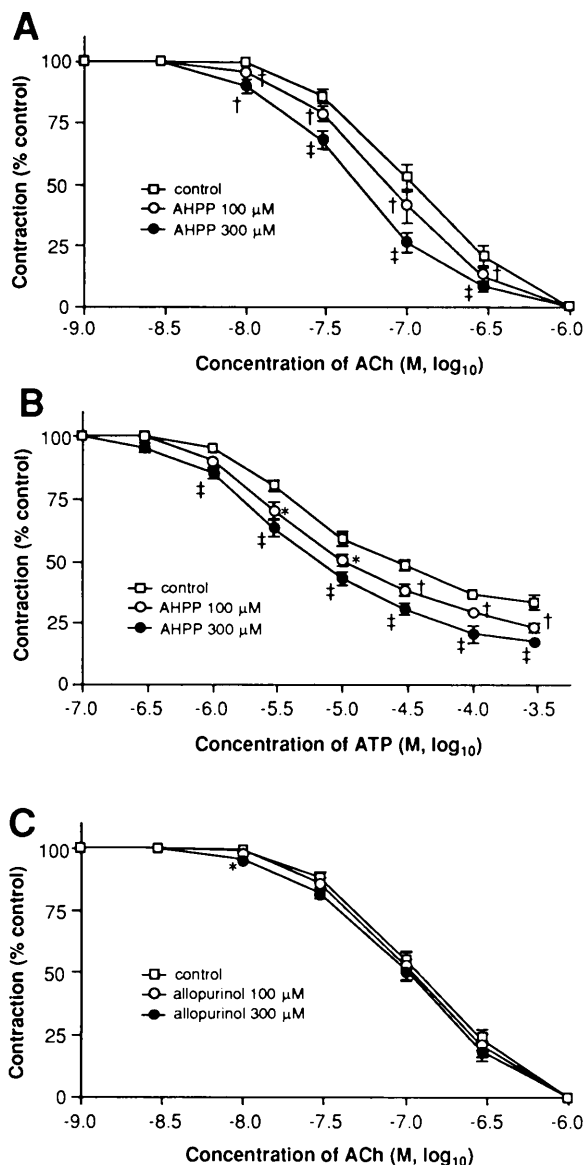 A
Contraction (% control)
100
75
50
25
0
control
AHPP 100 μM
AHPP 300 μM
†
†
†
‡
†
‡
†
‡
-9.0 -8.5 -8.0 -7.5 -7.0 -6.5 -6.0
Concentration of ACh (M, log10)
B
Contraction (% control)
100
75
50
25
0
control
AHPP 100 μM
AHPP 300 μM
‡
*
‡
*
‡
†
‡
†
‡
†
‡
-7.0 -6.5 -6.0 -5.5 -5.0 -4.5 -4.0 -3.5
Concentration of ATP (M, log10)
C
Contraction (% control)
100
75
50
25
0
*
control
allopurinol 100 μM
allopurinol 300 μM
-9.0 -8.5 -8.0 -7.5 -7.0 -6.5 -6.0
Concentration of ACh (M, log10)